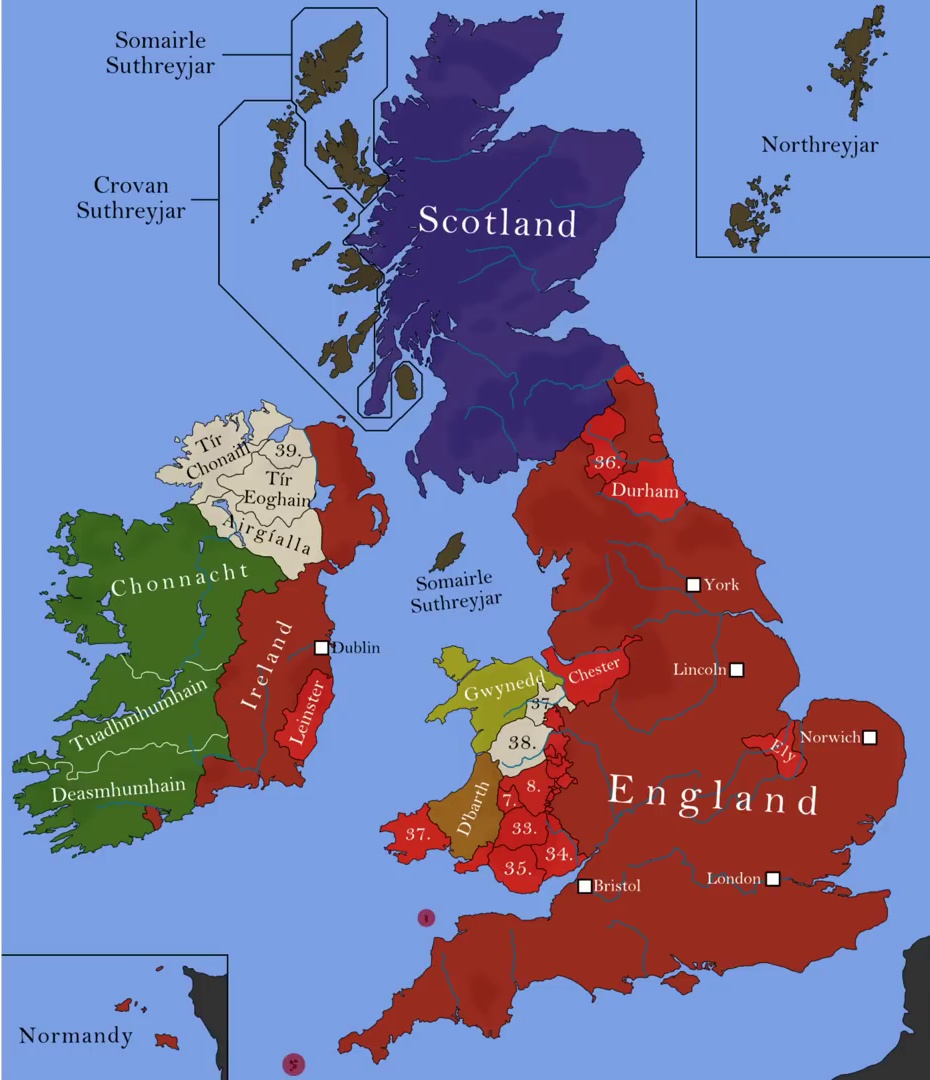 Somairle
Suthreyjar
Northreyjar
Crovan
Suthreyjar
Scotland
Tír
Chonaill
39.
36.
Tír
Eoghain
Durham
Airgíalla
Chonnacht
Somairle
Suthreyjar
York
Dublin
Ireland
Lincoln
Chester
Gwynedd
37.
Leinster
Tuadhmhumhain
Norwich
Ely
38.
Deasmhumhain
England
8.
7.
D'barth
37.
33.
34.
35.
London
Bristol
Normandy